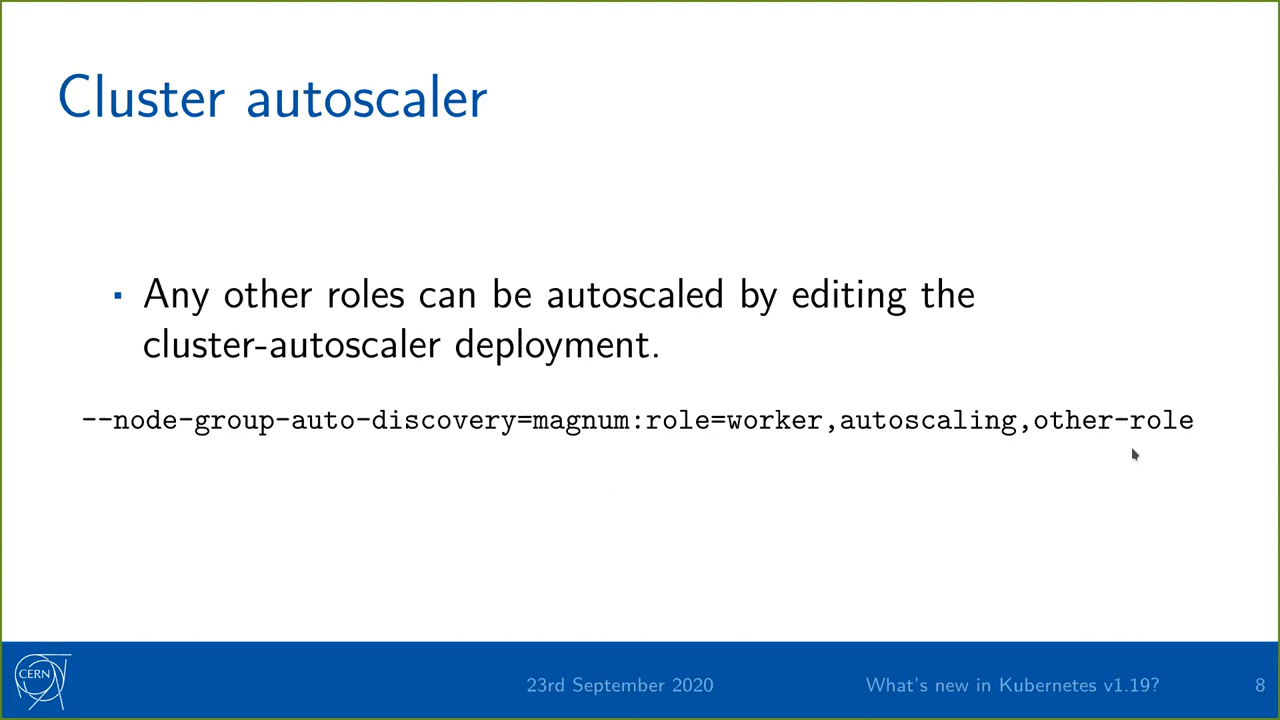 Cluster autoscaler
▪ Any other roles can be autoscaled by editing the
cluster-autoscaler deployment.
--node-group-auto-discovery=magnum:role=worker,autoscaling,other-role
CERN
23rd September 2020
What's new in Kubernetes v1.19?
8